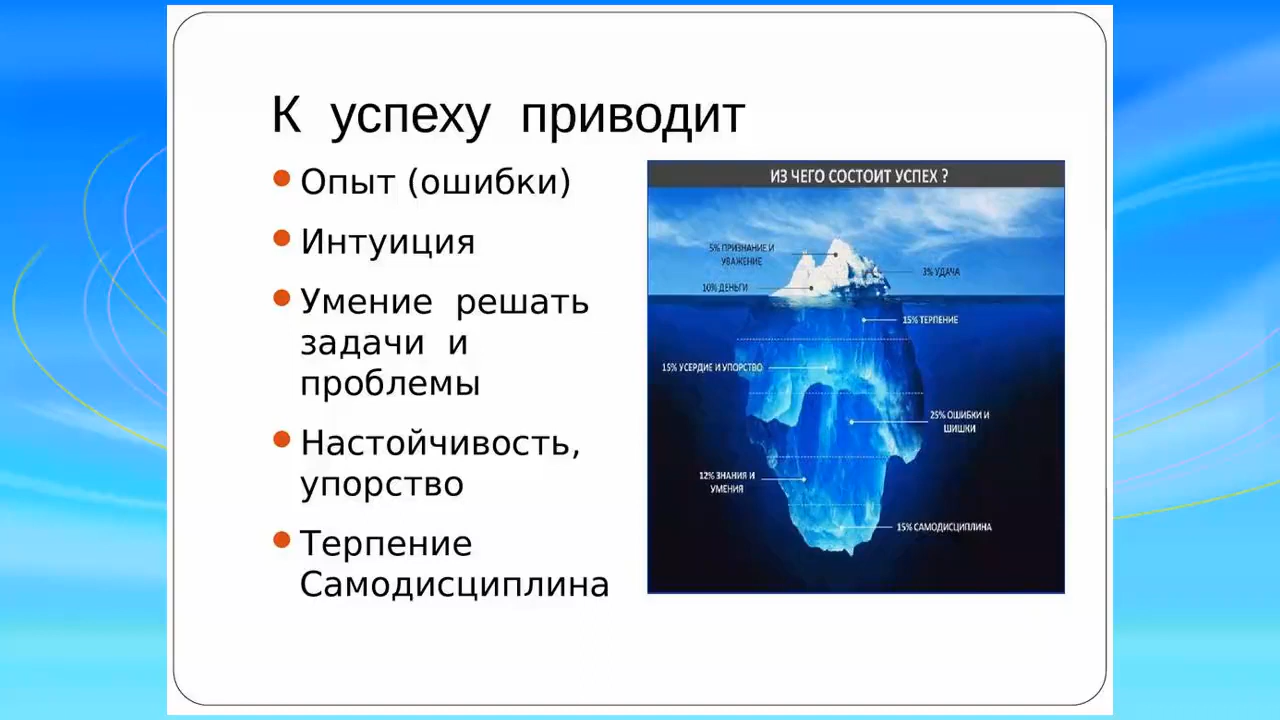 К успеху приводит
Опыт (ошибки)
Интуиция
Умение решать
задачи и
проблемы
Настойчивость,
упорство
Терпение
Самодисциплина
ИЗ ЧЕГО СОСТОИТ УСПЕХ ?
5% ПРИЗНАНИЕ И
УВАЖЕНИЕ
3% УДАЧА
10% ДЕНЬГИ
15% ТЕРПЕНИЕ
15% УСЕРДИЕ И УПОРСТВО
25% ОШИБКИ И
ШИШКИ
12% ЗНАНИЯ И
УМЕНИЯ
15% САМОДИСЦИПЛИНА